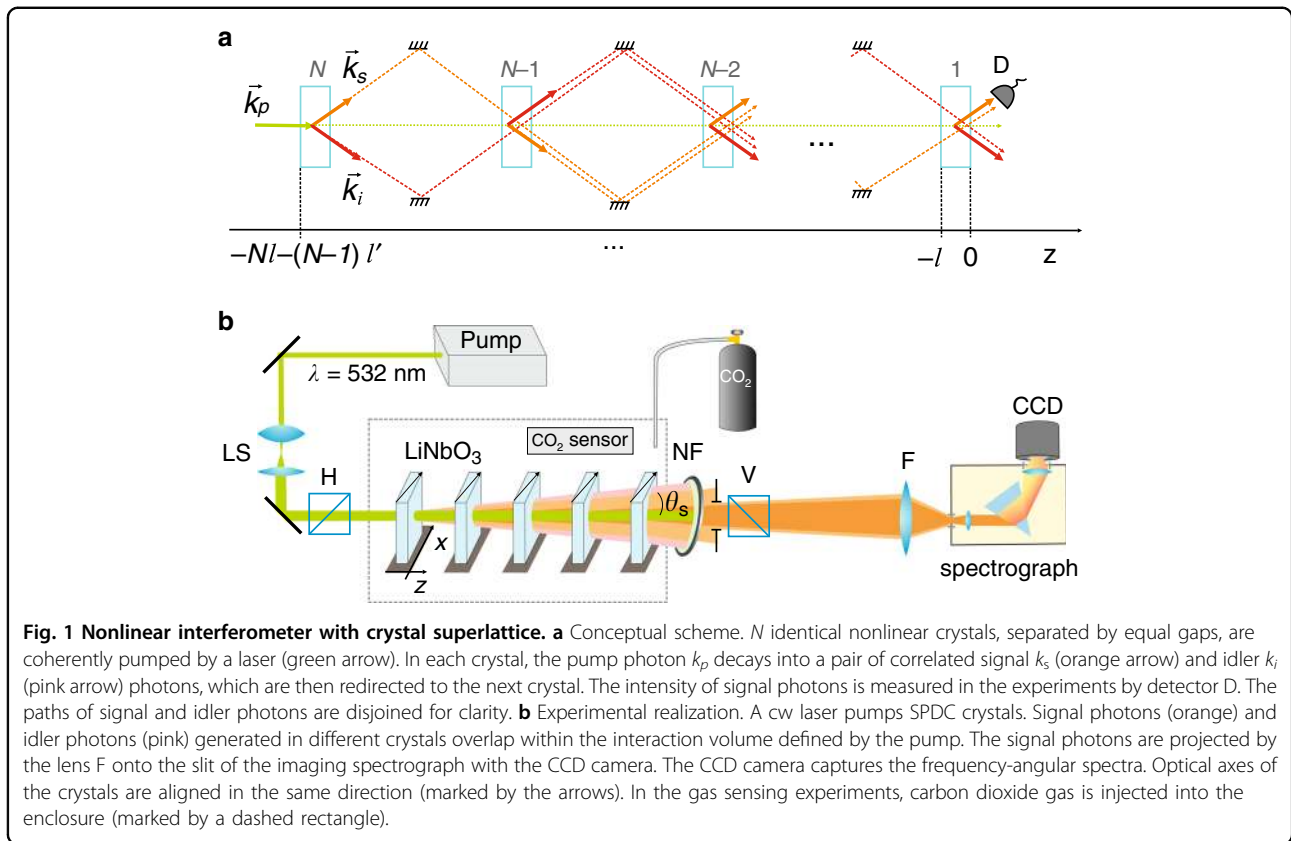 a
N
N–1
N–2
1
D
k_p
k_s
k_i
...
–Nl–(N–1) l′
...
–l
0
z
b
Pump
λ = 532 nm
CO2
CCD
LS
H
LiNbO3
CO2 sensor
NF
θs
V
F
x
z
spectrograph
Fig. 1 Nonlinear interferometer with crystal superlattice. a Conceptual scheme. N identical nonlinear crystals, separated by equal gaps, are
coherently pumped by a laser (green arrow). In each crystal, the pump photon kp decays into a pair of correlated signal ks (orange arrow) and idler ki
(pink arrow) photons, which are then redirected to the next crystal. The intensity of signal photons is measured in the experiments by detector D. The
paths of signal and idler photons are disjoined for clarity. b Experimental realization. A cw laser pumps SPDC crystals. Signal photons (orange) and
idler photons (pink) generated in different crystals overlap within the interaction volume defined by the pump. The signal photons are projected by
the lens F onto the slit of the imaging spectrograph with the CCD camera. The CCD camera captures the frequency-angular spectra. Optical axes of
the crystals are aligned in the same direction (marked by the arrows). In the gas sensing experiments, carbon dioxide gas is injected into the
enclosure (marked by a dashed rectangle).